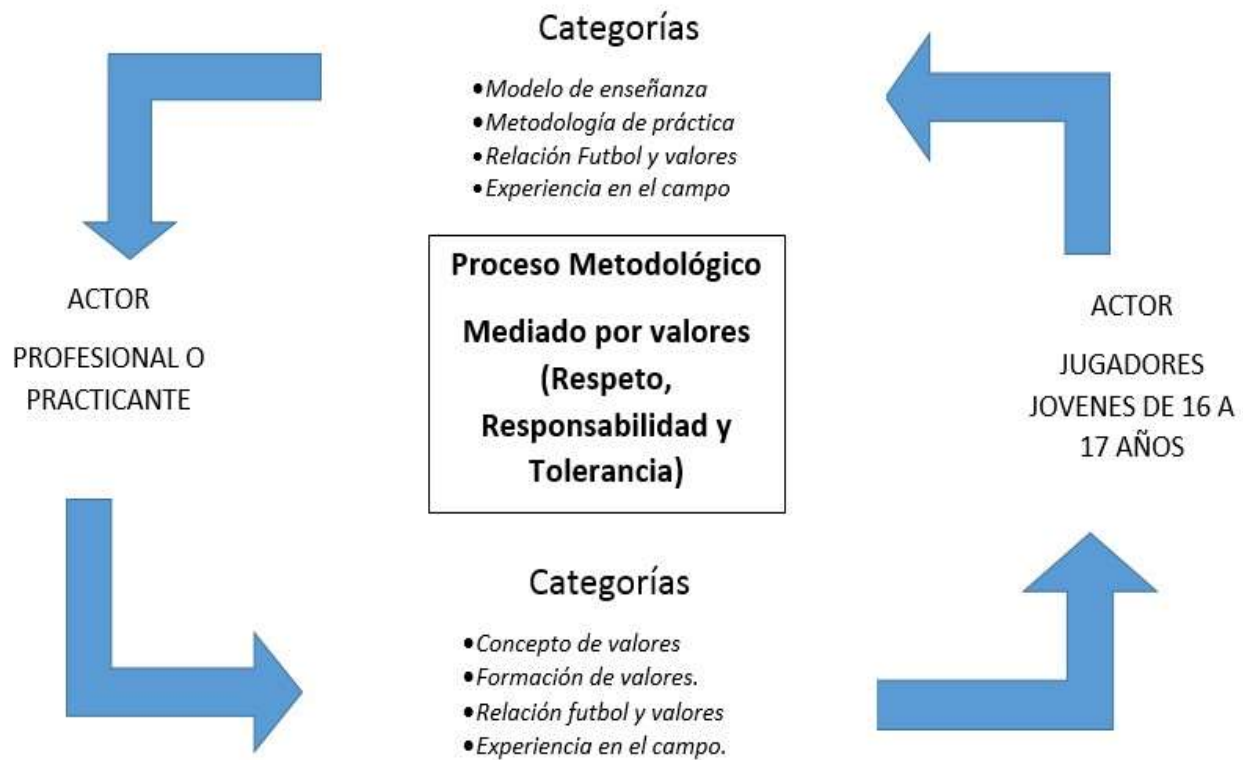 Categorías
•Modelo de enseñanza
•Metodología de práctica
•Relación Futbol y valores
•Experiencia en el campo
ACTOR
PROFESIONAL O
PRACTICANTE
Proceso Metodológico
Mediado por valores
(Respeto,
Responsabilidad y
Tolerancia)
ACTOR
JUGADORES
JOVENES DE 16 A
17 AÑOS
Categorías
•Concepto de valores
•Formación de valores.
•Relación futbol y valores
•Experiencia en el campo.